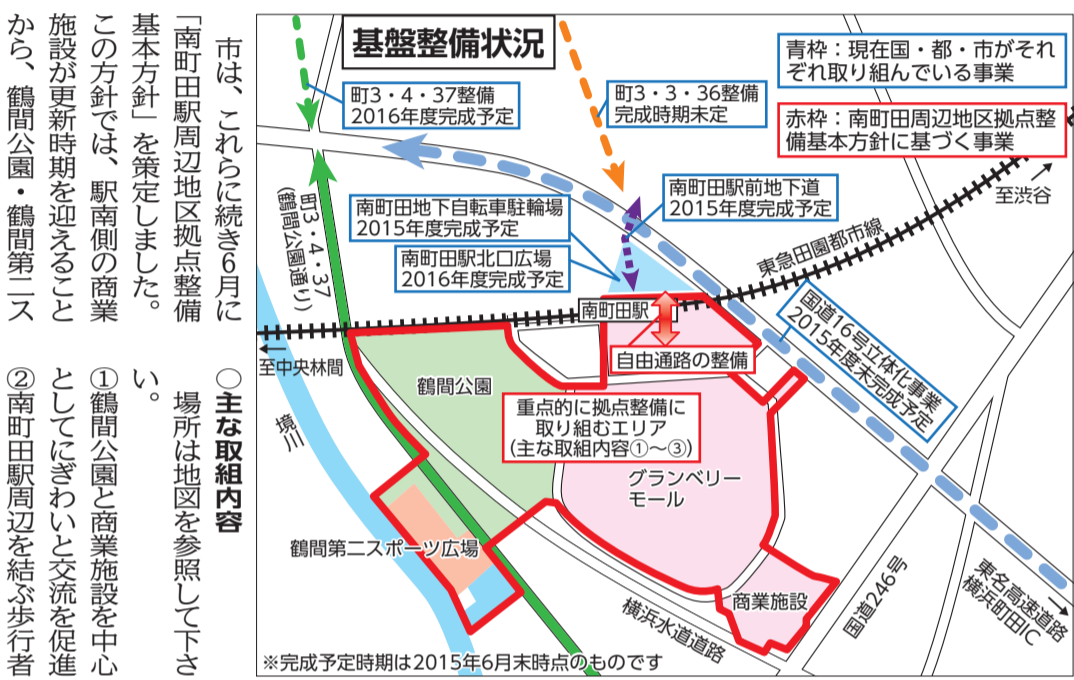 市は、これらに続き6月に
「南町田駅周辺地区拠点整備
基本方針」を策定しました。
この方針では、駅南側の商業
施設が更新時期を迎えること
から、鶴間公園・鶴間第二ス
○主な取組内容
場所は地図を参照して下さ
い。
①鶴間公園と商業施設を中心
としてにぎわいと交流を促進
②南町田駅周辺を結ぶ歩行者
基盤整備状況
青枠：現在国・都・市がそれ
ぞれ取り組んでいる事業
赤枠：南町田周辺地区拠点整
備基本方針に基づく事業
町3・4・37整備
2016年度完成予定
町3・3・36整備
完成時期未定
南町田駅前地下道
2015年度完成予定
南町田地下自転車駐輪場
2015年度完成予定
南町田駅北口広場
2016年度完成予定
至渋谷
東急田園都市線
町3・4・37
(鶴間公園通り)
南町田駅
自由通路の整備
国道16号立体化事業
2015年度末完成予定
至中央林間
鶴間公園
重点的に拠点整備に
取り組むエリア
(主な取組内容①～③)
グランベリー
モール
境川
鶴間第二スポーツ広場
商業施設
国道246号
東名高速道路
横浜町田IC
横浜水道道路
※完成予定時期は2015年6月末時点のものです